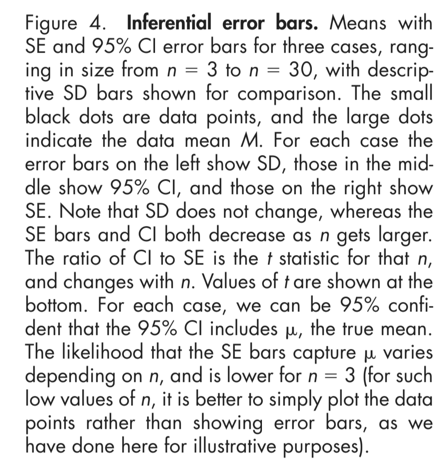 Figure 4. Inferential error bars. Means with
SE and 95% CI error bars for three cases, rang-
ing in size from n = 3 to n = 30, with descrip-
tive SD bars shown for comparison. The small
black dots are data points, and the large dots
indicate the data mean M. For each case the
error bars on the left show SD, those in the mid-
dle show 95% CI, and those on the right show
SE. Note that SD does not change, whereas the
SE bars and CI both decrease as n gets larger.
The ratio of CI to SE is the t statistic for that n,
and changes with n. Values of t are shown at the
bottom. For each case, we can be 95% confi-
dent that the 95% CI includes μ, the true mean.
The likelihood that the SE bars capture μ varies
depending on n, and is lower for n = 3 (for such
low values of n, it is better to simply plot the data
points rather than showing error bars, as we
have done here for illustrative purposes).